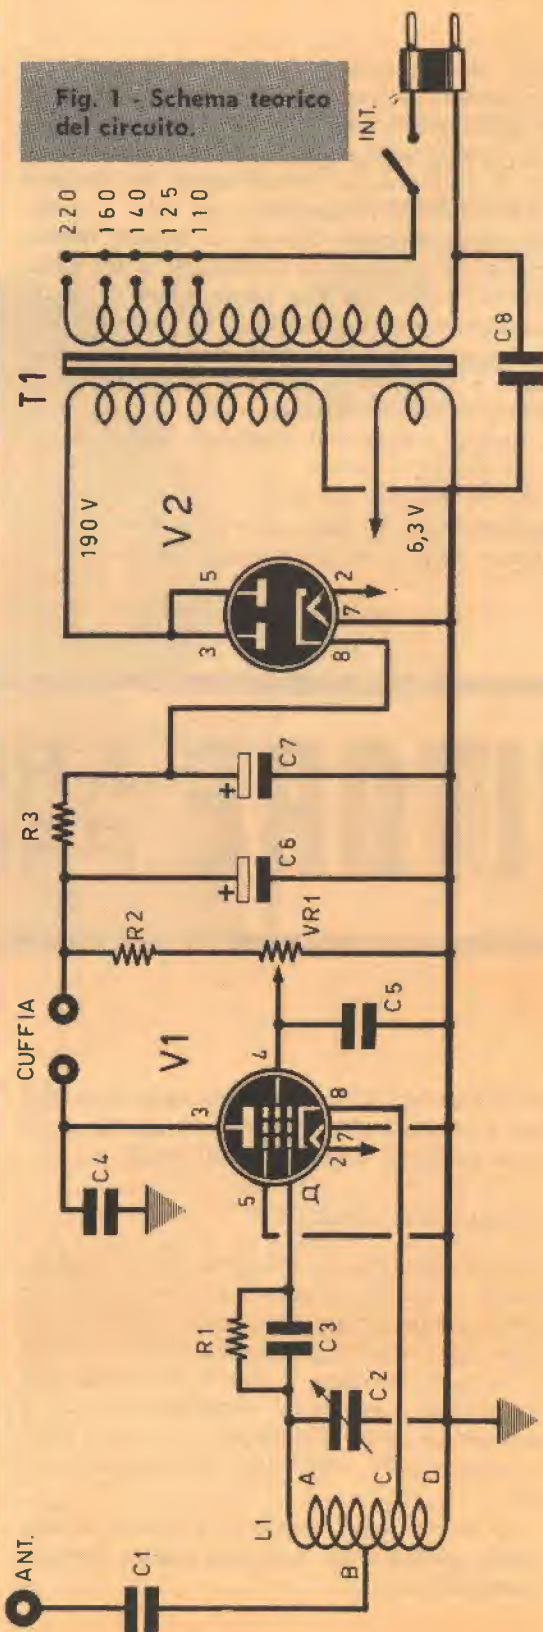 Fig. 1 - Schema teorico
del circuito.
ANT.
C1
L1
A
B
C
D
C2
R1
C3
C4
CUFFIA
V1
3
5
Д
4
2
7
8
C5
R2
VR1
R3
C6
+
C7
+
V2
3
5
8
7
2
190 V
6,3 V
T1
220
160
140
125
110
INT.
C8